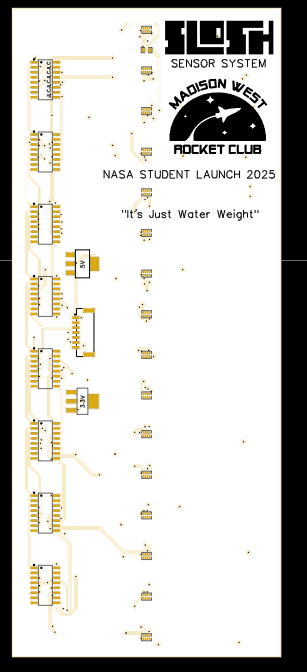 SLOSH
SENSOR SYSTEM
MADISON WEST
ROCKET CLUB
NASA STUDENT LAUNCH 2025
"It's Just Water Weight"
5V
3.3V